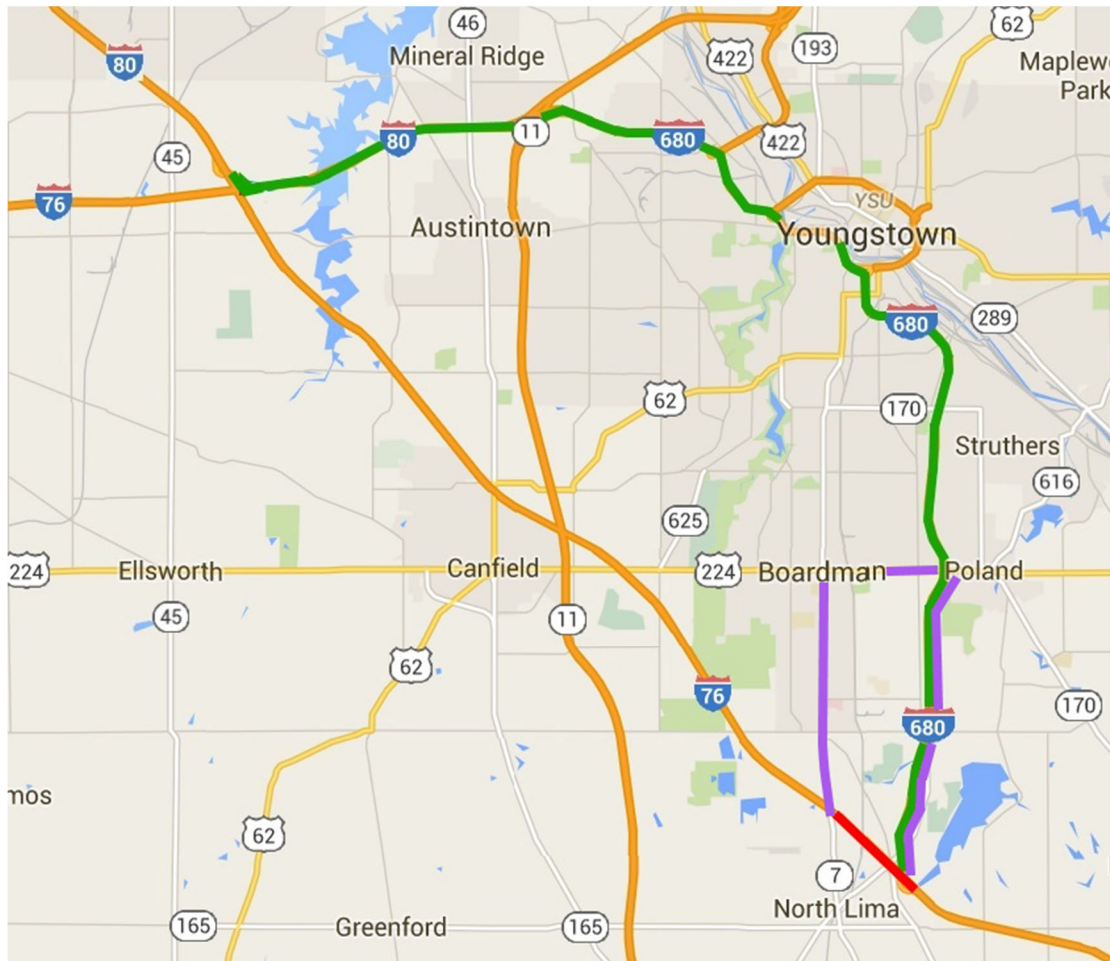 46
62
193
422
80
Mineral Ridge
Maplew
Park
11
80
680
422
45
76
YSU
Austintown
Youngstown
680
289
62
170
Struthers
616
625
224
Ellsworth
Canfield
224
Boardman
Poland
45
11
62
76
170
680
mos
62
7
North Lima
165
Greenford
165